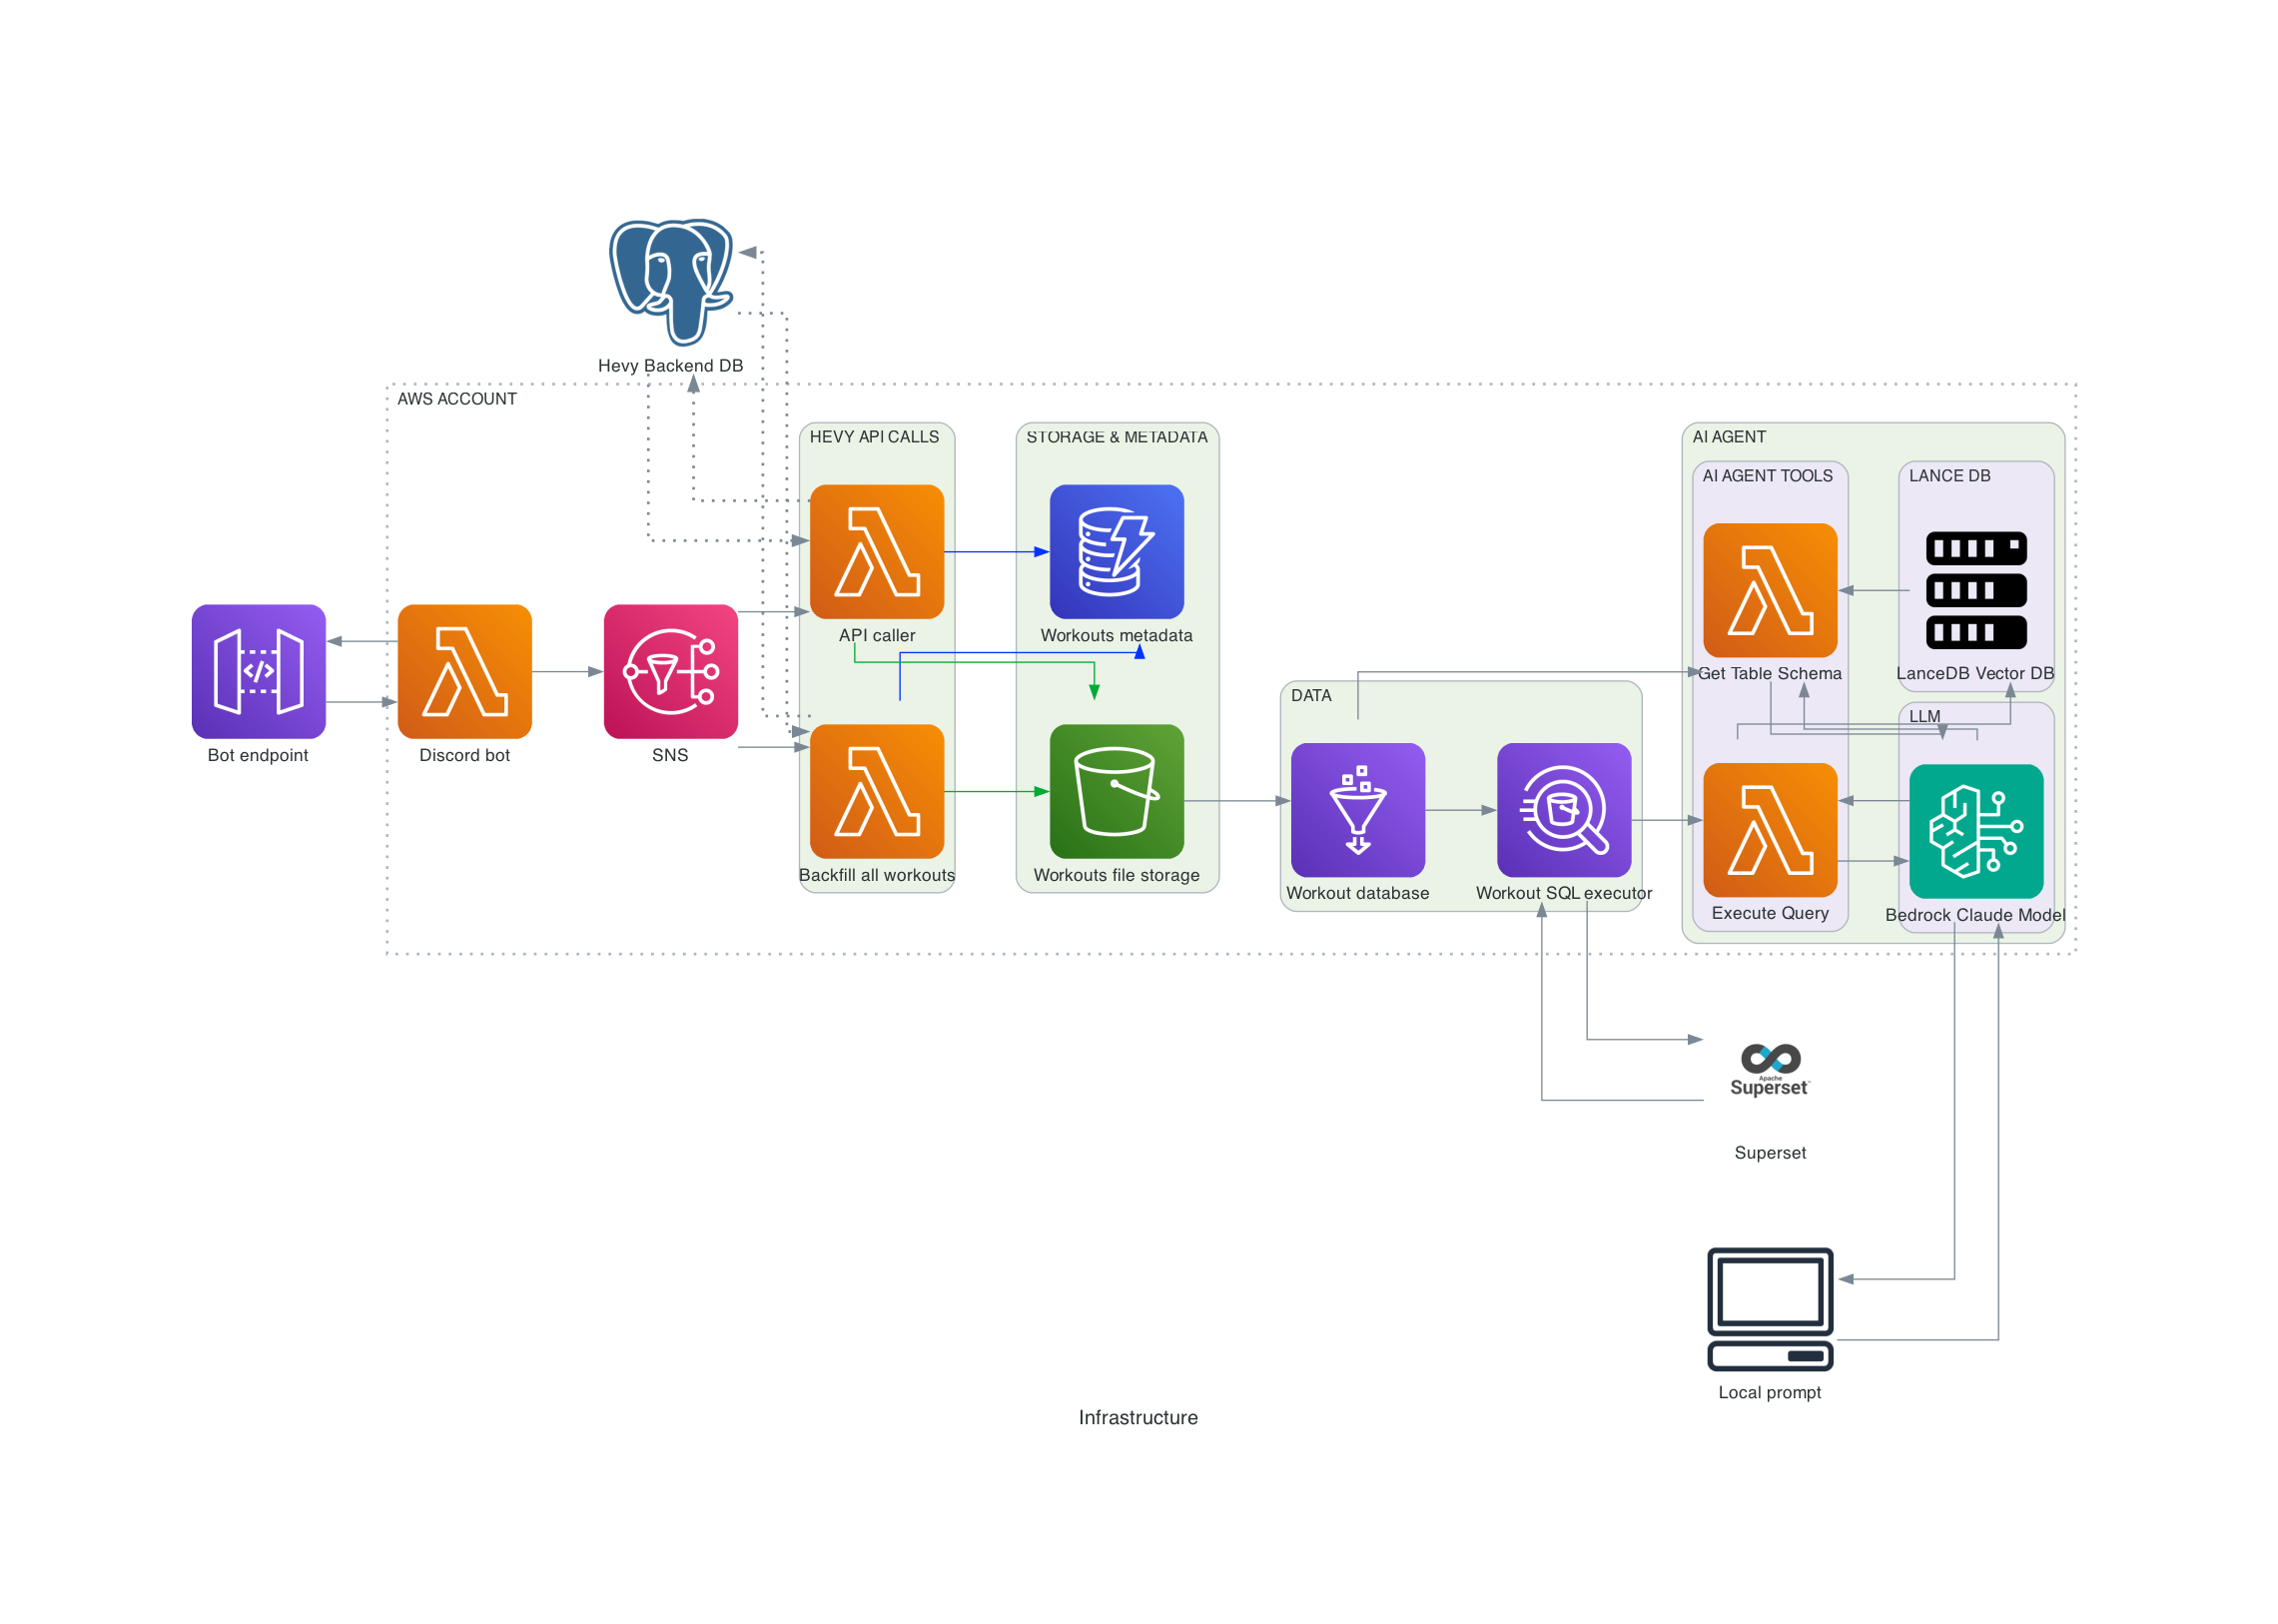 Hevy Backend DB
AWS ACCOUNT
HEVY API CALLS
STORAGE & METADATA
AI AGENT
AI AGENT TOOLS
LANCE DB
API caller
Workouts metadata
Get Table Schema
LanceDB Vector DB
DATA
LLM
Bot endpoint
Discord bot
SNS
Backfill all workouts
Workouts file storage
Workout database
Workout SQL executor
Execute Query
Bedrock Claude Model
Apache
Superset
Superset
Local prompt
Infrastructure